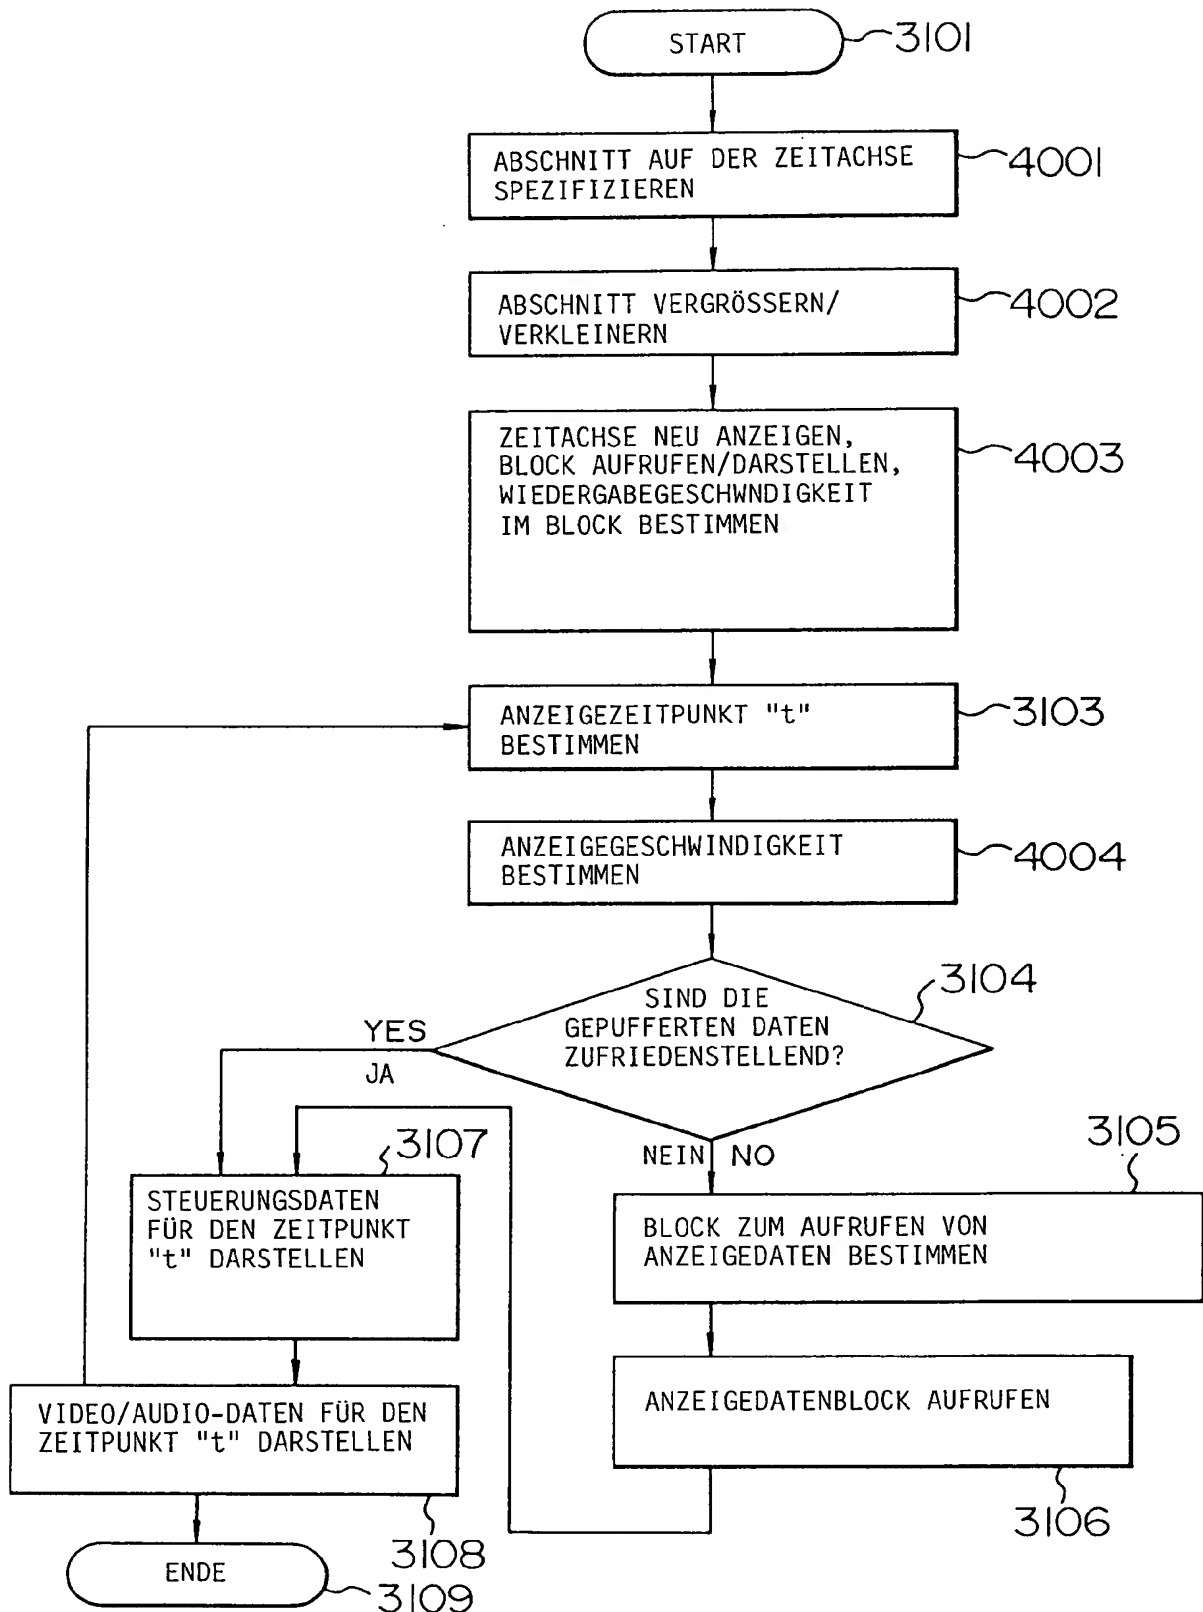 START
3101
ABSCHNITT AUF DER ZEITACHSE
SPEZIFIZIEREN
4001
ABSCHNITT VERGRÖSSERN/
VERKLEINERN
4002
ZEITACHSE NEU ANZEIGEN,
BLOCK AUFRUFEN/DARSTELLEN,
WIEDERGABEGESCHWNDIGKEIT
IM BLOCK BESTIMMEN
4003
ANZEIGEZEITPUNKT "t"
BESTIMMEN
3103
ANZEIGEGESCHWINDIGKEIT
BESTIMMEN
4004
SIND DIE
GEPUFFERTEN DATEN
ZUFRIEDENSTELLEND?
3104
YES
JA
NEIN NO
3107
STEUERUNGSDATEN
FÜR DEN ZEITPUNKT
"t" DARSTELLEN
3105
BLOCK ZUM AUFRUFEN VON
ANZEIGEDATEN BESTIMMEN
ANZEIGEDATENBLOCK AUFRUFEN
3106
VIDEO/AUDIO-DATEN FÜR DEN
ZEITPUNKT "t" DARSTELLEN
3108
ENDE
3109